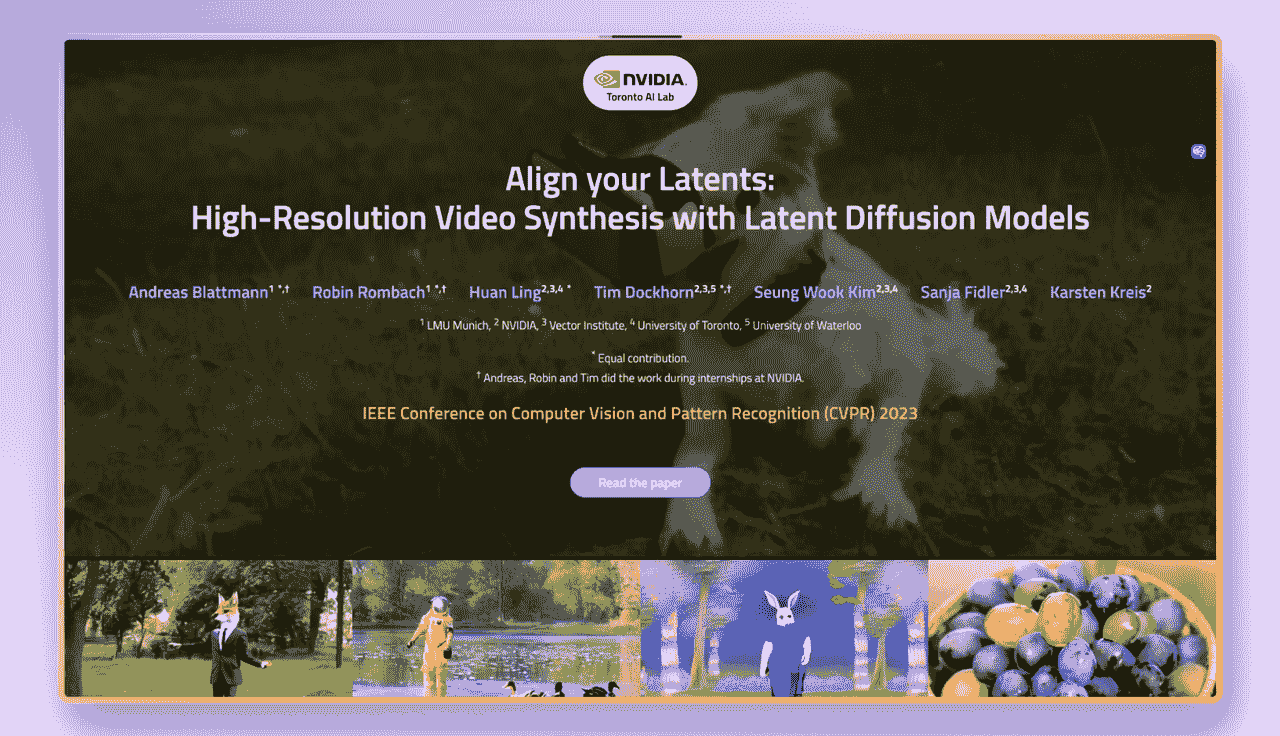 NVIDIA.
Toronto AI Lab
Align your Latents:
High-Resolution Video Synthesis with Latent Diffusion Models
Andreas Blattmann1 *,† Robin Rombach1 *,† Huan Ling2,3,4 * Tim Dockhorn2,3,5 *,† Seung Wook Kim2,3,4 Sanja Fidler2,3,4 Karsten Kreis2
1 LMU Munich, 2 NVIDIA, 3 Vector Institute, 4 University of Toronto, 5 University of Waterloo
* Equal contribution.
† Andreas, Robin and Tim did the work during internships at NVIDIA.
IEEE Conference on Computer Vision and Pattern Recognition (CVPR) 2023
Read the paper